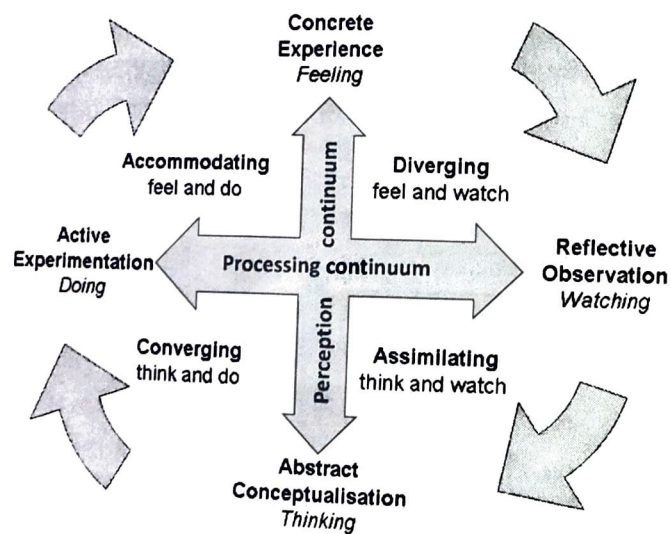 Concrete
Experience
Feeling
Accommodating
feel and do
Diverging
feel and watch
Perception continuum
Active
Experimentation
Doing
Processing continuum
Reflective
Observation
Watching
Converging
think and do
Assimilating
think and watch
Abstract
Conceptualisation
Thinking